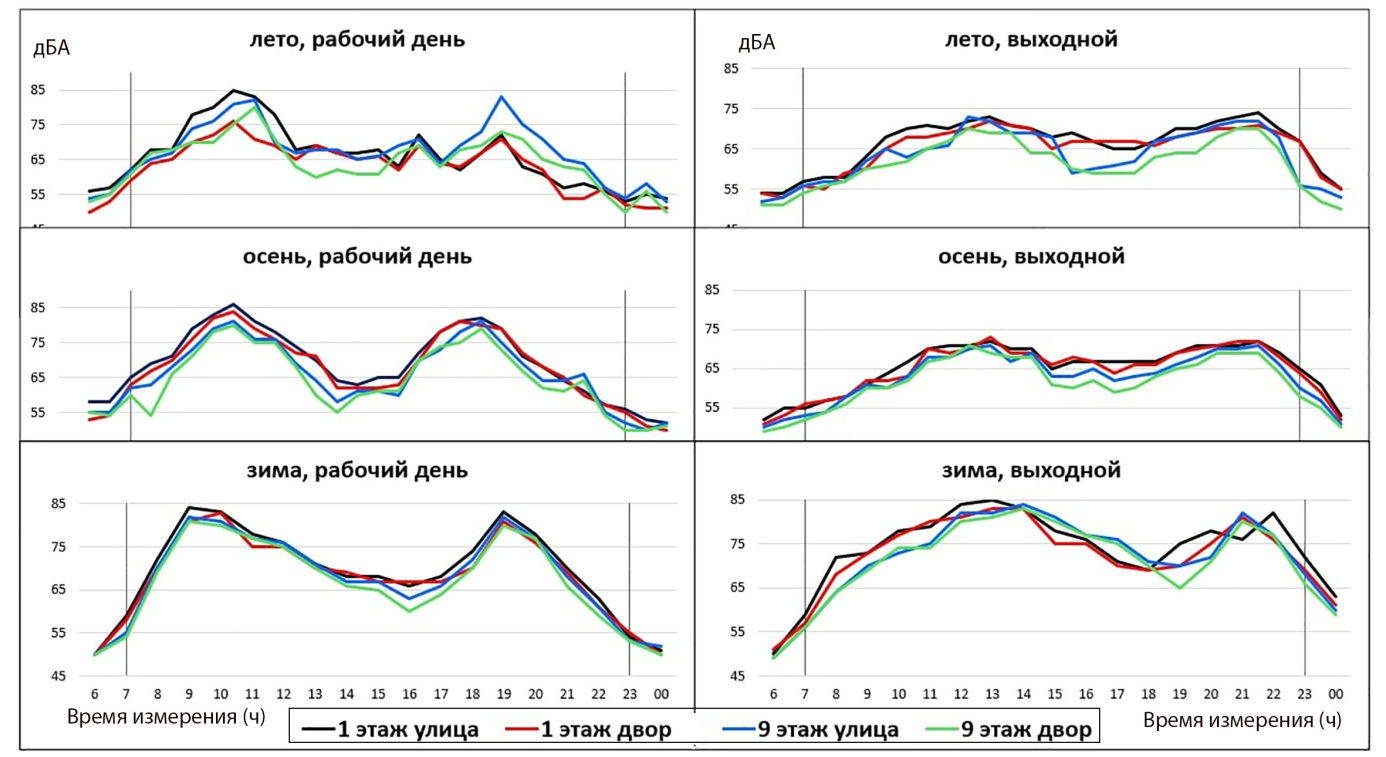 лето, рабочий день
дБА
85
75
65
55
45
лето, выходной
дБА
85
75
65
55
45
осень, рабочий день
85
75
65
55
осень, выходной
85
75
65
55
зима, рабочий день
85
75
65
55
45
6 7 8 9 10 11 12 13 14 15 16 17 18 19 20 21 22 23 00
Время измерения (ч)
зима, выходной
85
75
65
55
45
6 7 8 9 10 11 12 13 14 15 16 17 18 19 20 21 22 23 00
Время измерения (ч)
1 этаж улица 1 этаж двор 9 этаж улица 9 этаж двор